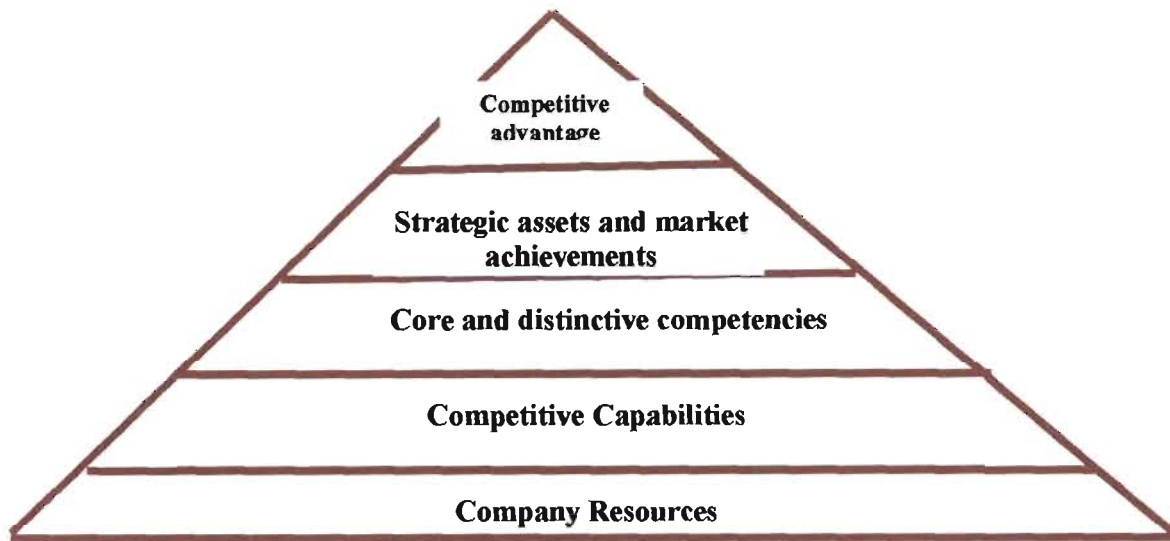 Competitive
advantage
Strategic assets and market
achievements
Core and distinctive competencies
Competitive Capabilities
Company Resources